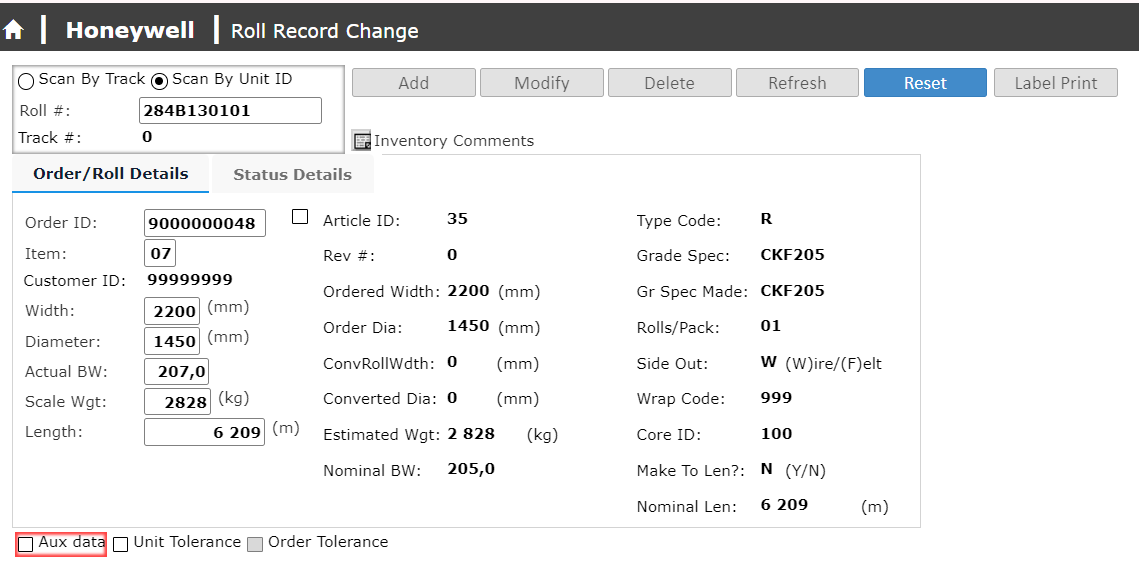 Honeywell Roll Record Change
Scan By Track Scan By Unit ID
Roll #: 284B130101
Track #: 0
Add Modify Delete Refresh Reset Label Print
Inventory Comments
Order/Roll Details Status Details
Order ID: 9000000048
Item: 07
Customer ID: 99999999
Width: 2200 (mm)
Diameter: 1450 (mm)
Actual BW: 207,0
Scale Wgt: 2828 (kg)
Length: 6 209 (m)
Article ID: 35
Rev #: 0
Ordered Width: 2200 (mm)
Order Dia: 1450 (mm)
ConvRollWdth: 0 (mm)
Converted Dia: 0 (mm)
Estimated Wgt: 2 828 (kg)
Nominal BW: 205,0
Type Code: R
Grade Spec: CKF205
Gr Spec Made: CKF205
Rolls/Pack: 01
Side Out: W (W)ire/(F)elt
Wrap Code: 999
Core ID: 100
Make To Len?: N (Y/N)
Nominal Len: 6 209 (m)
Aux data Unit Tolerance Order Tolerance